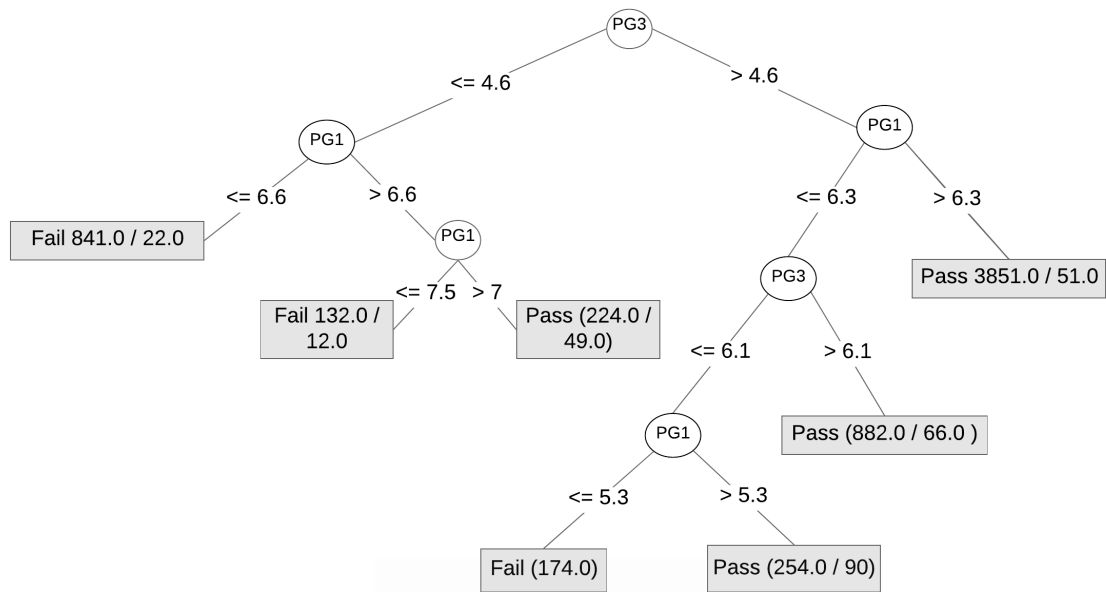 PG3
<= 4.6
> 4.6
PG1
PG1
<= 6.6
> 6.6
<= 6.3
> 6.3
Fail 841.0 / 22.0
PG1
PG3
Pass 3851.0 / 51.0
<= 7.5
> 7
Fail 132.0 /
12.0
Pass (224.0 /
49.0)
<= 6.1
> 6.1
PG1
Pass (882.0 / 66.0 )
<= 5.3
> 5.3
Fail (174.0)
Pass (254.0 / 90)